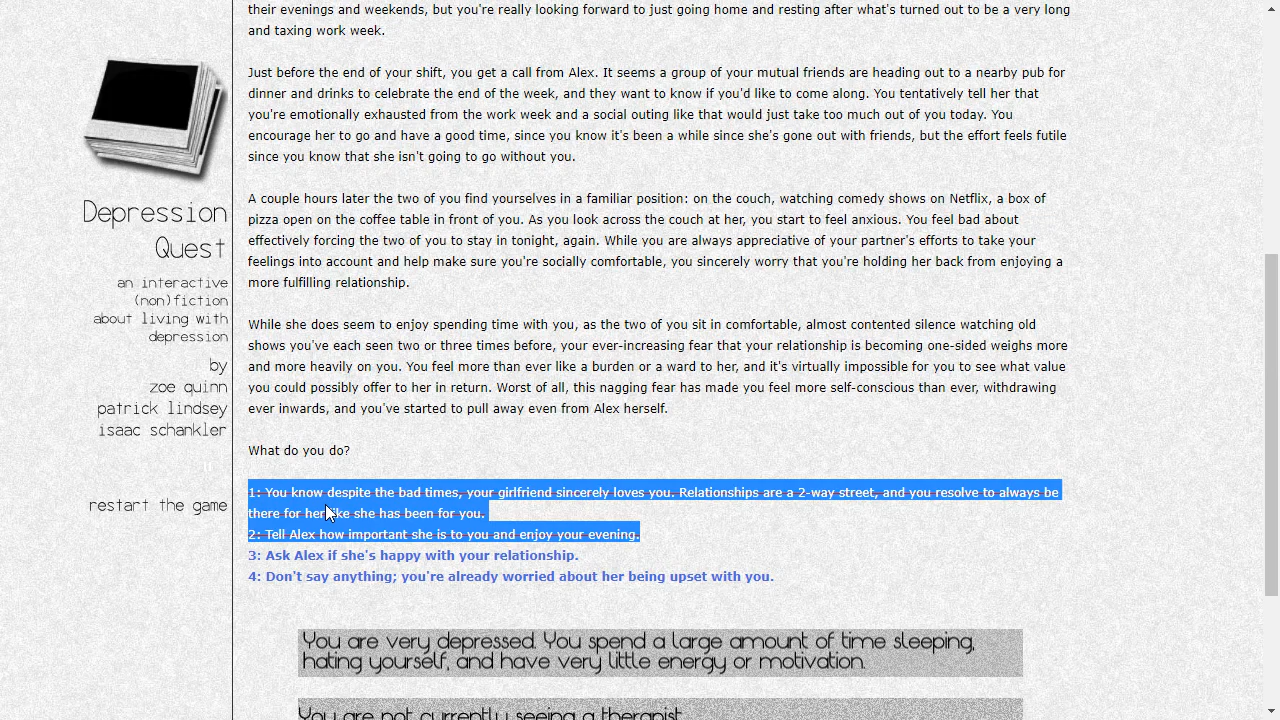 their evenings and weekends, but you're really looking forward to just going home and resting after what's turned out to be a very long
and taxing work week.
Just before the end of your shift, you get a call from Alex. It seems a group of your mutual friends are heading out to a nearby pub for
dinner and drinks to celebrate the end of the week, and they want to know if you'd like to come along. You tentatively tell her that
you're emotionally exhausted from the work week and a social outing like that would just take too much out of you today. You
encourage her to go and have a good time, since you know it's been a while since she's gone out with friends, but the effort feels futile
since you know that she isn't going to go without you.
A couple hours later the two of you find yourselves in a familiar position: on the couch, watching comedy shows on Netflix, a box of
pizza open on the coffee table in front of you. As you look across the couch at her, you start to feel anxious. You feel bad about
effectively forcing the two of you to stay in tonight, again. While you are always appreciative of your partner's efforts to take your
feelings into account and help make sure you're socially comfortable, you sincerely worry that you're holding her back from enjoying a
more fulfilling relationship.
While she does seem to enjoy spending time with you, as the two of you sit in comfortable, almost contented silence watching old
shows you've each seen two or three times before, your ever-increasing fear that your relationship is becoming one-sided weighs more
and more heavily on you. You feel more than ever like a burden or a ward to her, and it's virtually impossible for you to see what value
you could possibly offer to her in return. Worst of all, this nagging fear has made you feel more self-conscious than ever, withdrawing
ever inwards, and you've started to pull away even from Alex herself.
What do you do?
1: You know despite the bad times, your girlfriend sincerely loves you. Relationships are a 2-way street, and you resolve to always be
there for her like she has been for you.
2: Tell Alex how important she is to you and enjoy your evening.
3: Ask Alex if she's happy with your relationship.
4: Don't say anything; you're already worried about her being upset with you.
You are very depressed. You spend a large amount of time sleeping,
hating yourself, and have very little energy or motivation.
You are not currently seeing a therapist.
Depression
Quest
an interactive
(non)fiction
about living with
depression
by
zoe quinn
patrick lindsey
isaac schankler
restart the game